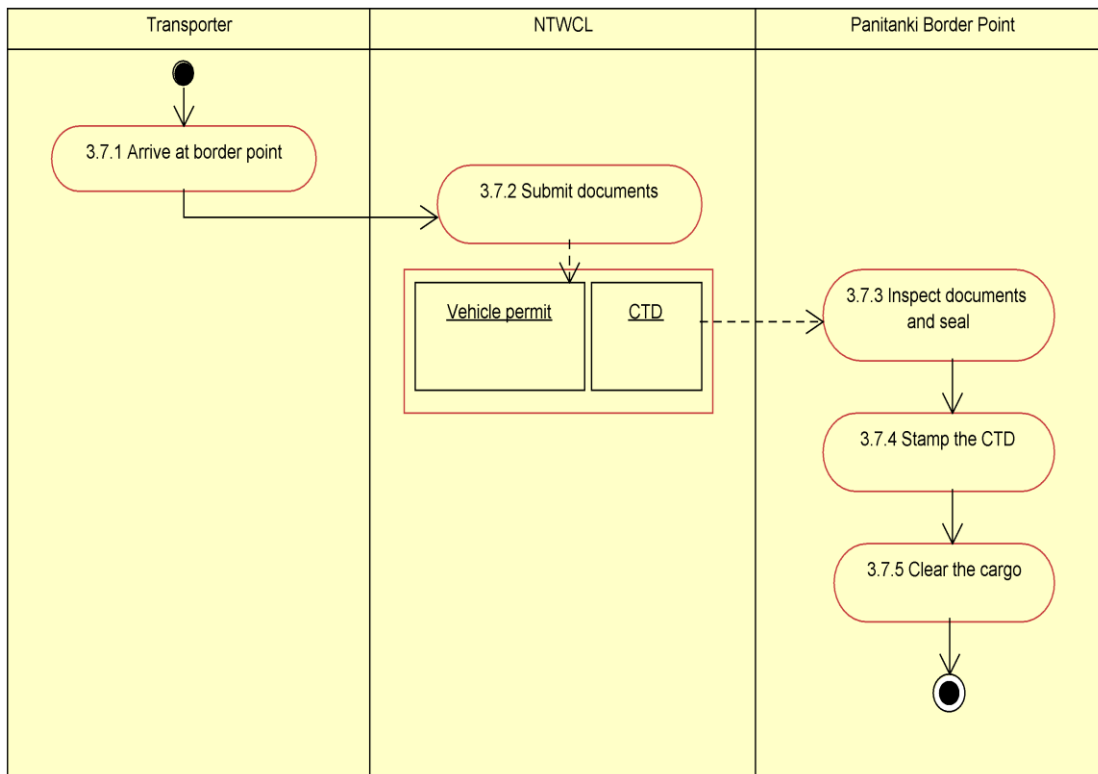 Transporter
NTWCL
Panitanki Border Point
3.7.1 Arrive at border point
3.7.2 Submit documents
Vehicle permit
CTD
3.7.3 Inspect documents
and seal
3.7.4 Stamp the CTD
3.7.5 Clear the cargo